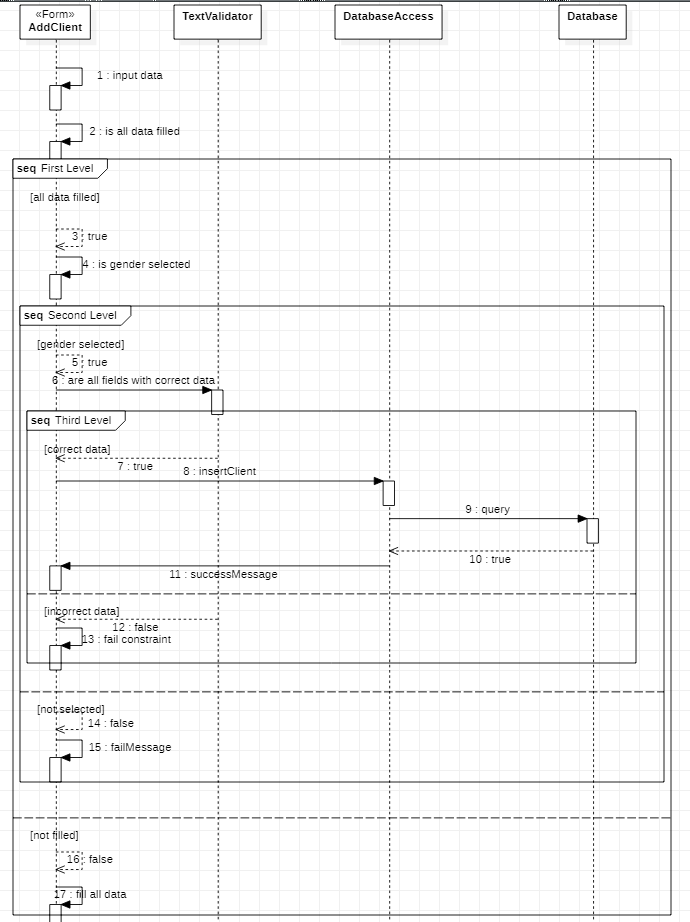 «Form»
AddClient
TextValidator
DatabaseAccess
Database
1 : input data
2 : is all data filled
seq First Level
[all data filled]
3 : true
4 : is gender selected
seq Second Level
[gender selected]
5 : true
6 : are all fields with correct data
seq Third Level
[correct data]
7 : true
8 : insertClient
9 : query
10 : true
11 : successMessage
[incorrect data]
12 : false
13 : fail constraint
[not selected]
14 : false
15 : failMessage
[not filled]
16 : false
17 : fill all data